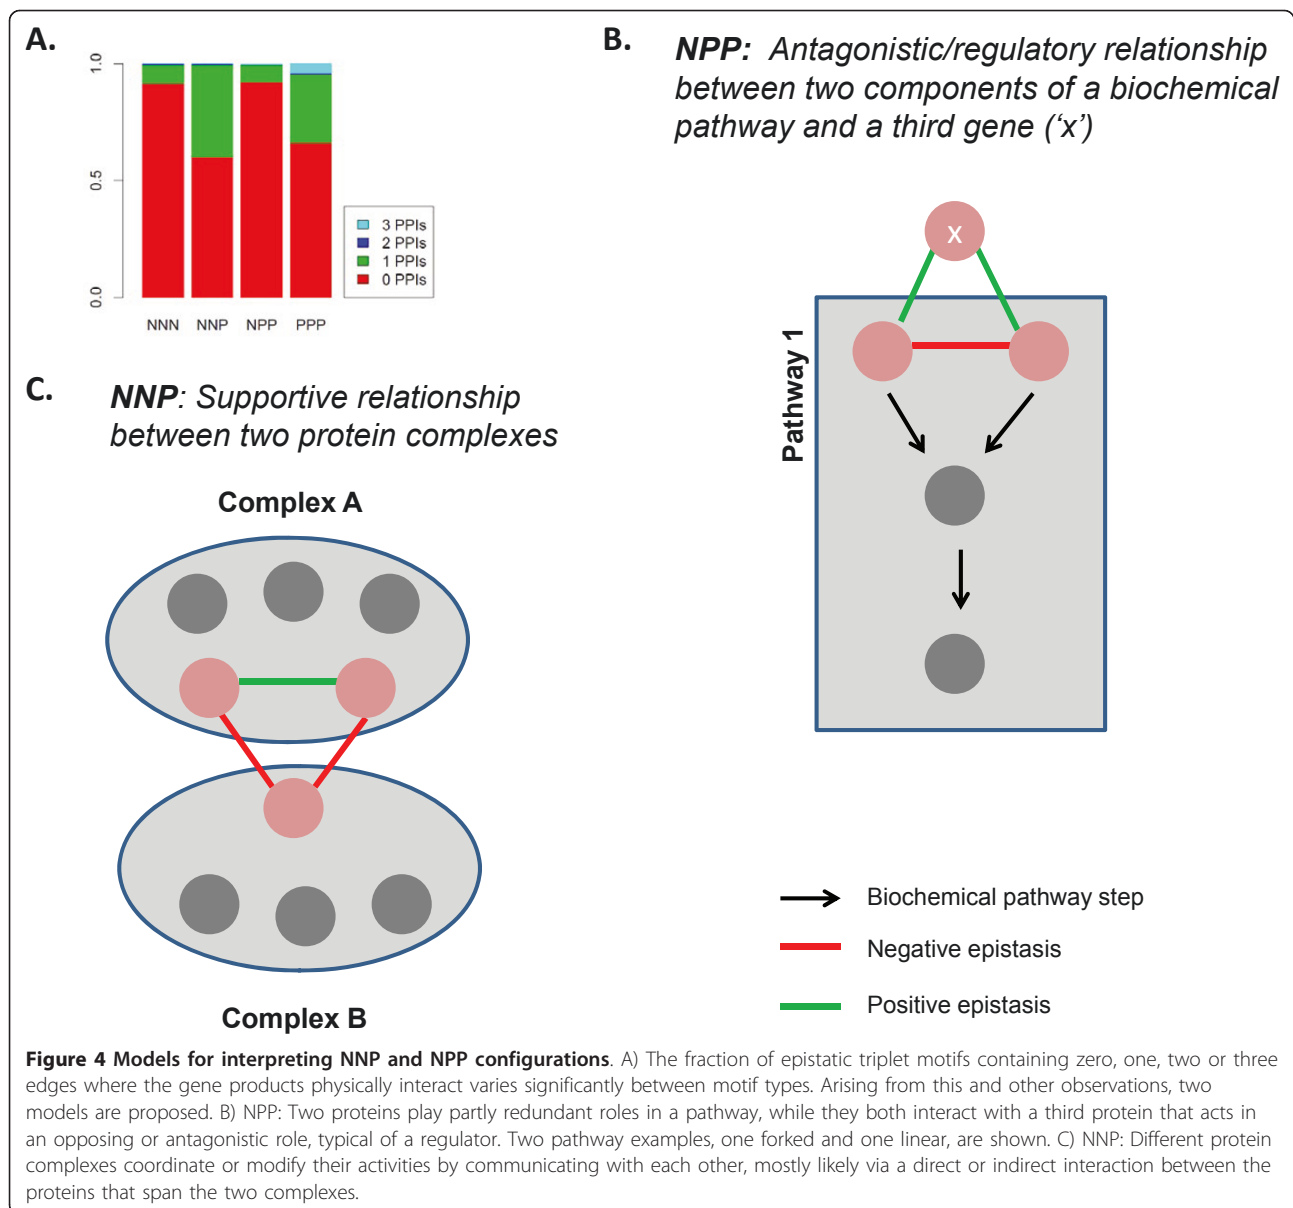 A.
1.0
0.5
0.0
NNN NNP NPP PPP
3 PPIs
2 PPIs
1 PPIs
0 PPIs
B.
NPP: Antagonistic/regulatory relationship
between two components of a biochemical
pathway and a third gene (‘x’)
x
Pathway 1
C.
NNP: Supportive relationship
between two protein complexes
Complex A
Complex B
Biochemical pathway step
Negative epistasis
Positive epistasis
Figure 4 Models for interpreting NNP and NPP configurations. A) The fraction of epistatic triplet motifs containing zero, one, two or three
edges where the gene products physically interact varies significantly between motif types. Arising from this and other observations, two
models are proposed. B) NPP: Two proteins play partly redundant roles in a pathway, while they both interact with a third protein that acts in
an opposing or antagonistic role, typical of a regulator. Two pathway examples, one forked and one linear, are shown. C) NNP: Different protein
complexes coordinate or modify their activities by communicating with each other, mostly likely via a direct or indirect interaction between the
proteins that span the two complexes.